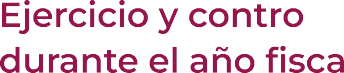 Ejercicio y contro
durante el año fisca